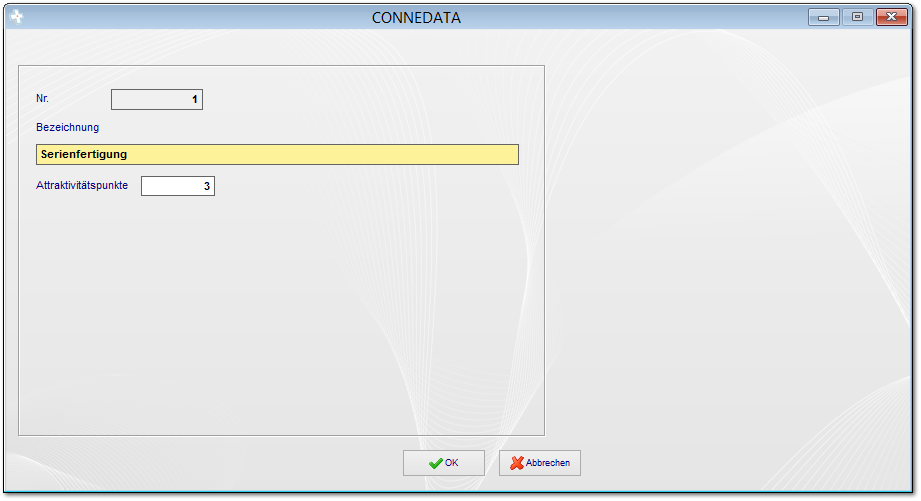 CONNEDATA
Nr. 1
Bezeichnung
Serienfertigung
Attraktivitätspunkte 3
OK Abbrechen